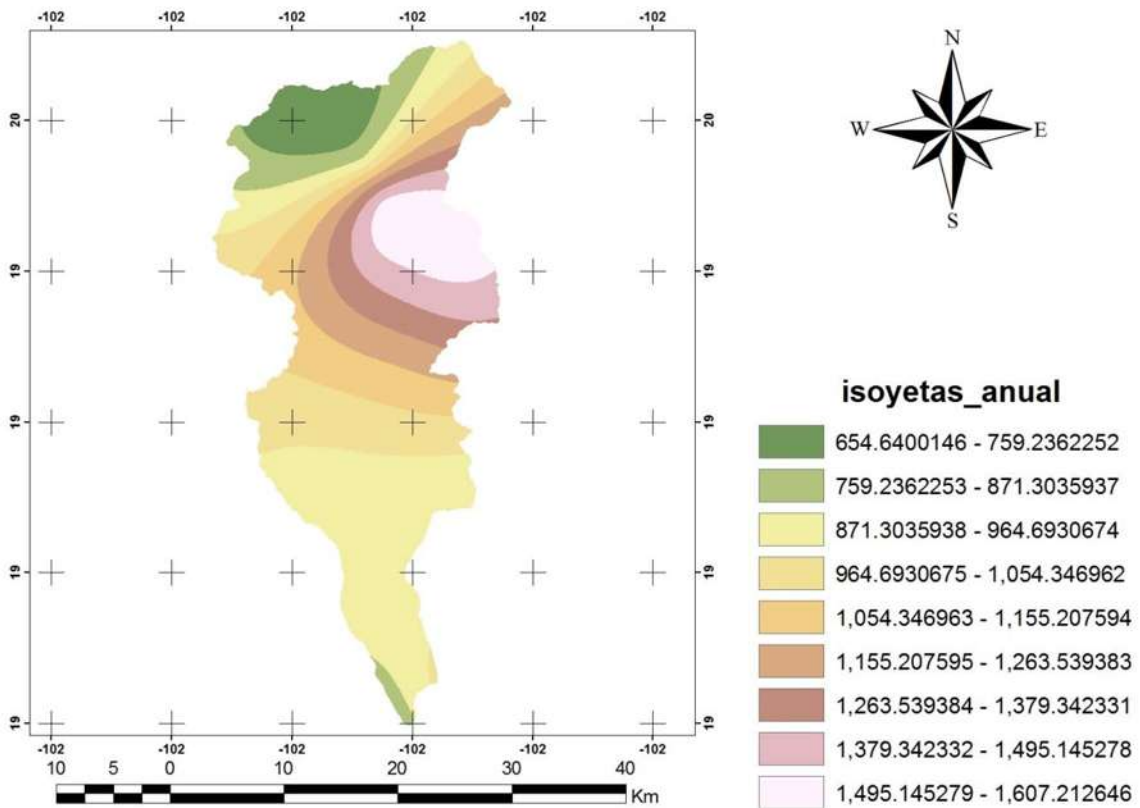 -102 -102 -102 -102 -102 -102
20 20
19 19
19 19
19 19
19 19
-102 -102 -102 -102 -102 -102
10 5 0 10 20 30 40
Km
N
W E
S
isoyetas_anual
654.6400146 - 759.2362252
759.2362253 - 871.3035937
871.3035938 - 964.6930674
964.6930675 - 1,054.346962
1,054.346963 - 1,155.207594
1,155.207595 - 1,263.539383
1,263.539384 - 1,379.342331
1,379.342332 - 1,495.145278
1,495.145279 - 1,607.212646